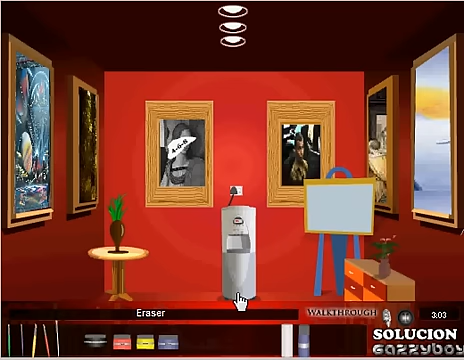 Eraser
WALKTHROUGH
3:03
SOLUCION
GAZZYBOY